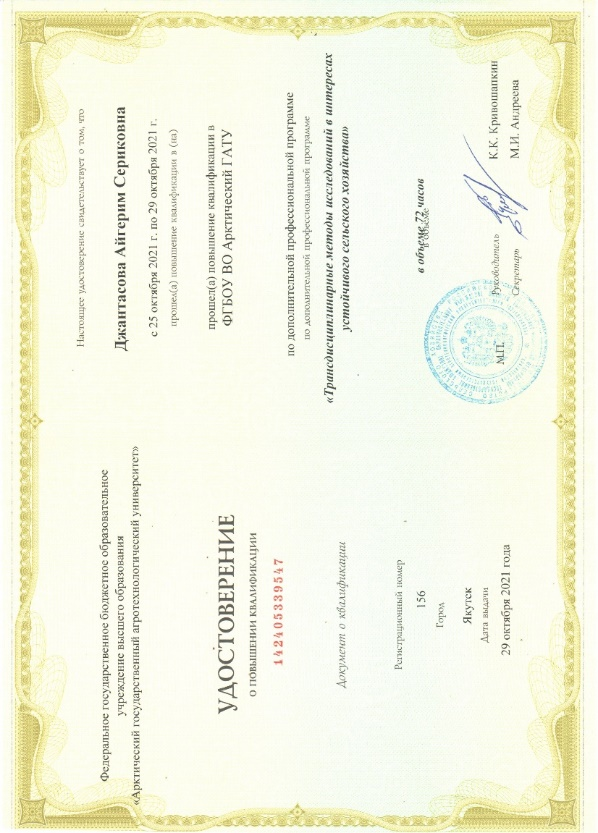 Федеральное государственное бюджетное образовательное
учреждение высшего образования
«Арктический государственный агротехнологический университет»
УДОСТОВЕРЕНИЕ
О ПОВЫШЕНИИ КВАЛИФИКАЦИИ
142405339547
Документ о квалификации
Регистрационный номер
156
Город
Якутск
Дата выдачи
29 октября 2021 года
Настоящее удостоверение свидетельствует о том, что
Джантасова Айгерим Сериковна
с 25 октября 2021 г. по 29 октября 2021 г.
прошел(а) повышение квалификации в (на)
прошел(а) повышение квалификации в
ФГБОУ ВО Арктический ГАТУ
по дополнительной профессиональной программе
по дополнительной профессиональной программе
«Трансдисциплинарные методы исследований в интересах
устойчивого сельского хозяйства»
в объеме 72 часов
в объёме
Руководитель К.К. Кривошапкин
Секретарь М.И. Андреева
М.П.